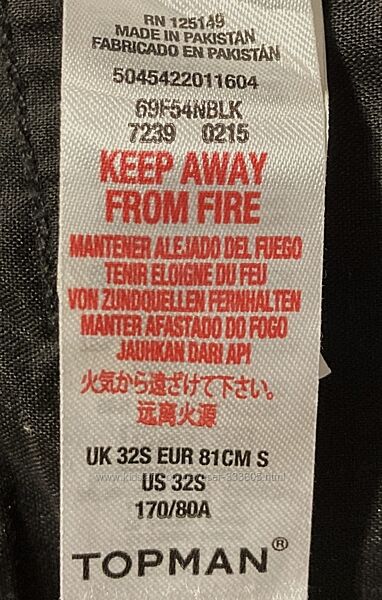 RN 125149
MADE IN PAKISTAN
FABRICADO EN PAKISTÁN
5045422011604
69F54NBLK
7239 0215
KEEP AWAY
FROM FIRE
MANTENER ALEJADO DEL FUEGO
TENIR ELOIGNE DU FEU
VON ZUNDQUELLEN FERNHALTEN
MANTER AFASTADO DO FOGO
JAUHKAN DARI API
火気から遠ざけて下さい。
远离火源
UK 32S EUR 81CM S
US 32S
170/80A
TOPMAN®